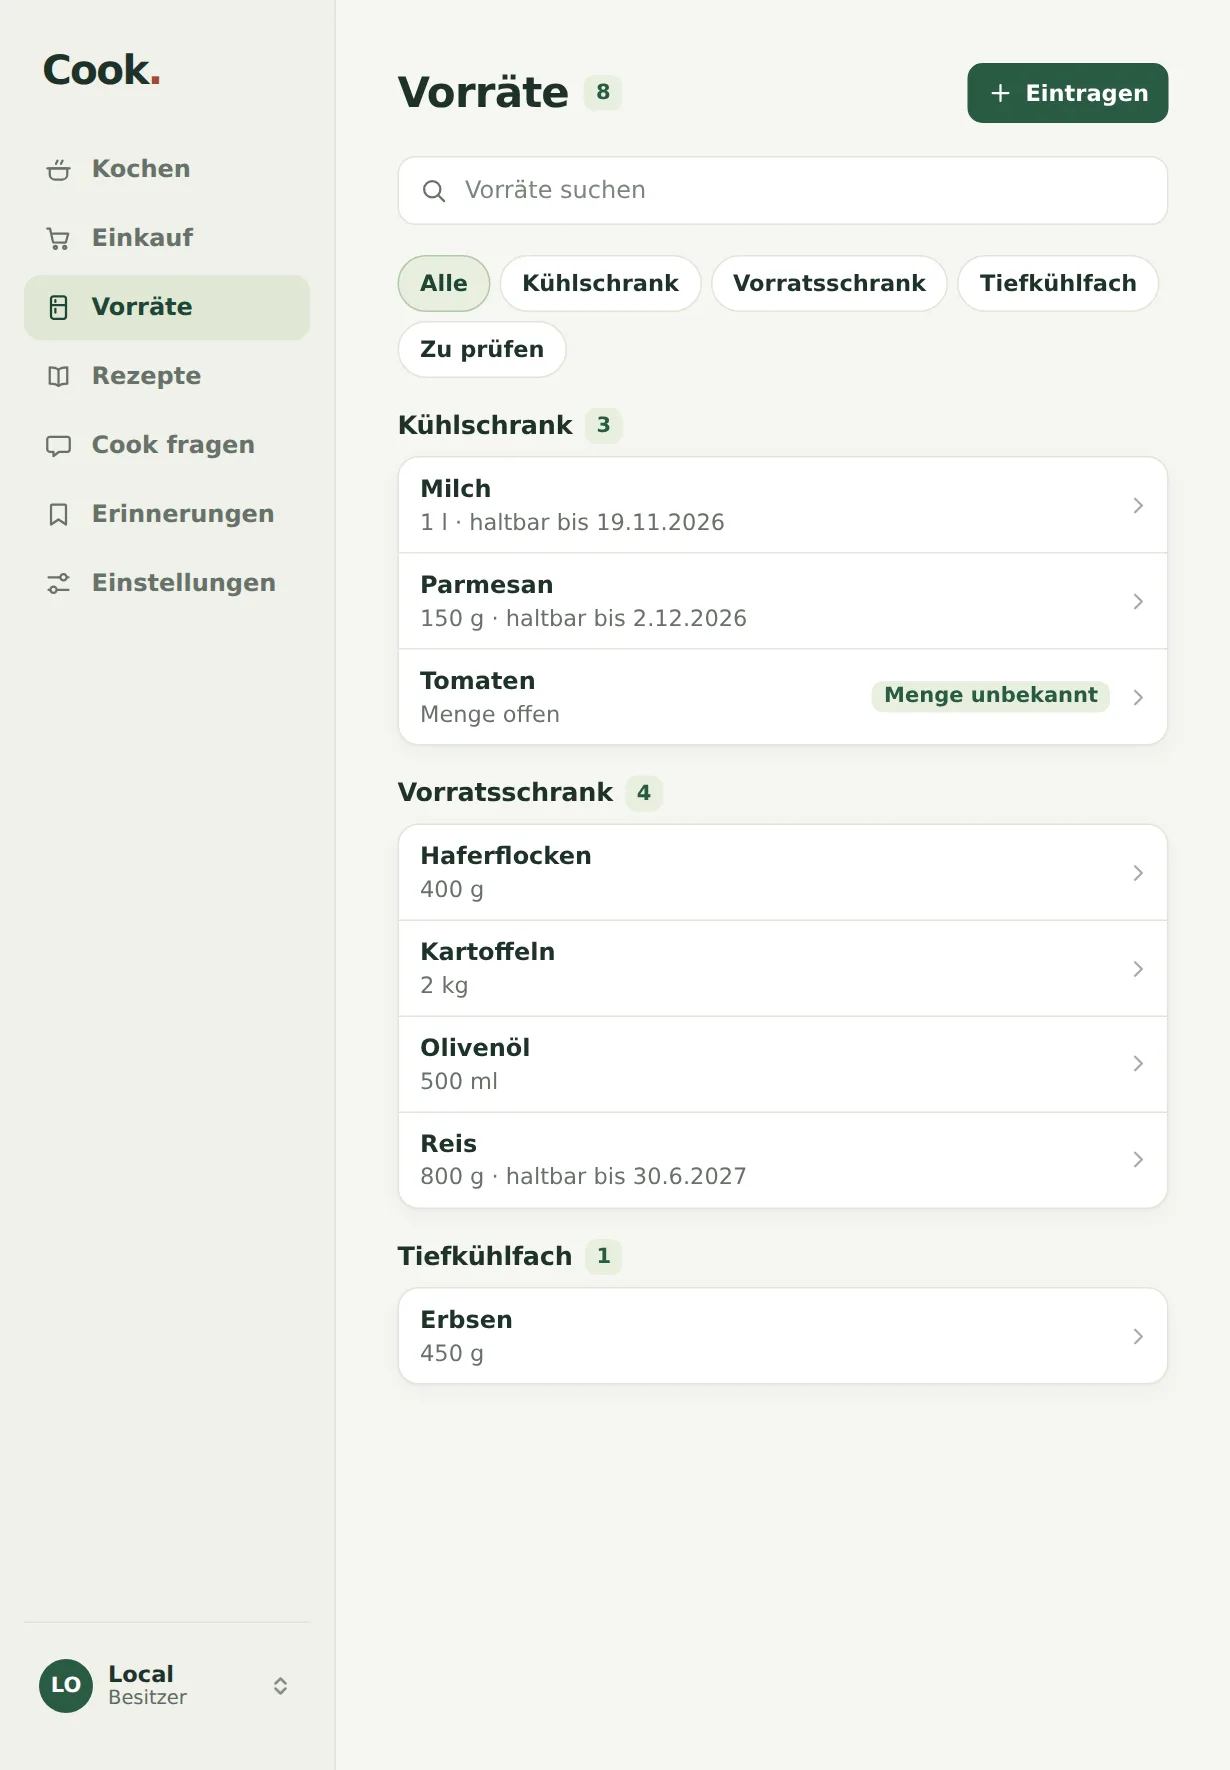 Cook.
Kochen
Einkauf
Vorräte
Rezepte
Cook fragen
Erinnerungen
Einstellungen
LO
Local
Besitzer
Vorräte 8
Eintragen
Vorräte suchen
Alle Kühlschrank Vorratsschrank Tiefkühlfach
Zu prüfen
Kühlschrank 3
Milch
1 l · haltbar bis 19.11.2026
Parmesan
150 g · haltbar bis 2.12.2026
Tomaten
Menge offen
Menge unbekannt
Vorratsschrank 4
Haferflocken
400 g
Kartoffeln
2 kg
Olivenöl
500 ml
Reis
800 g · haltbar bis 30.6.2027
Tiefkühlfach 1
Erbsen
450 g